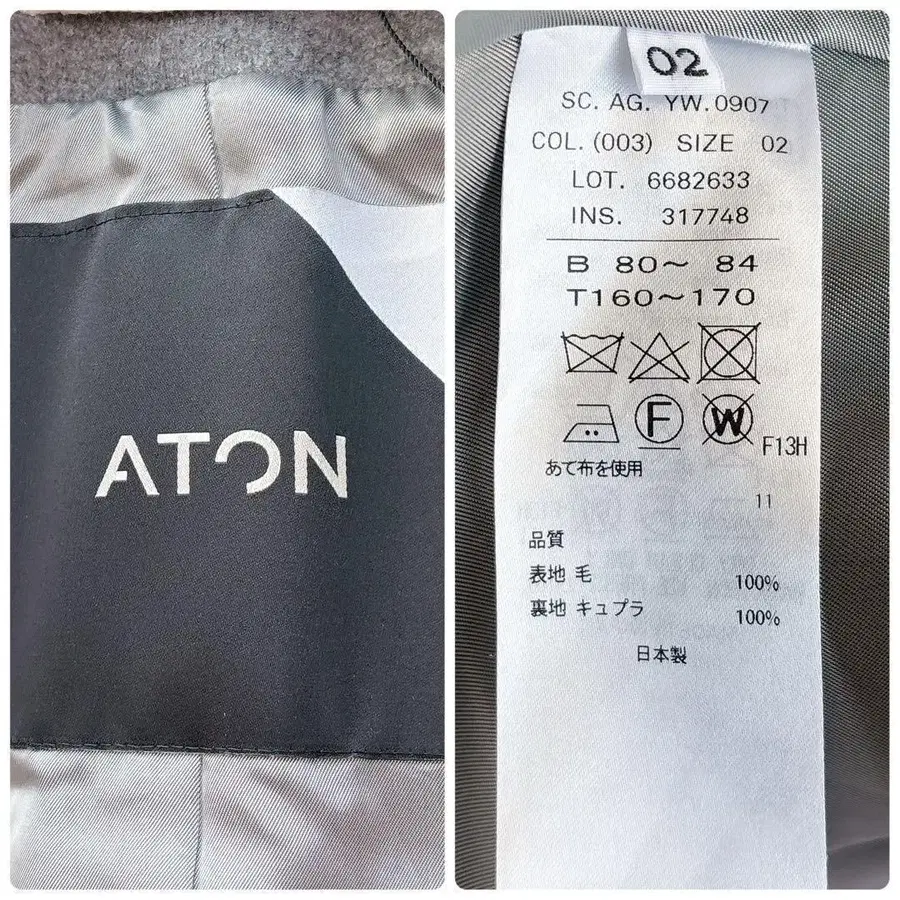 ATON
02
SC. AG. YW. 0907
COL. (003) SIZE 02
LOT. 6682633
INS. 317748
B 80～ 84
T160～170
F W
F13H
あて布を使用
11
品質
表地 毛 100%
裏地 キュプラ 100%
日本製